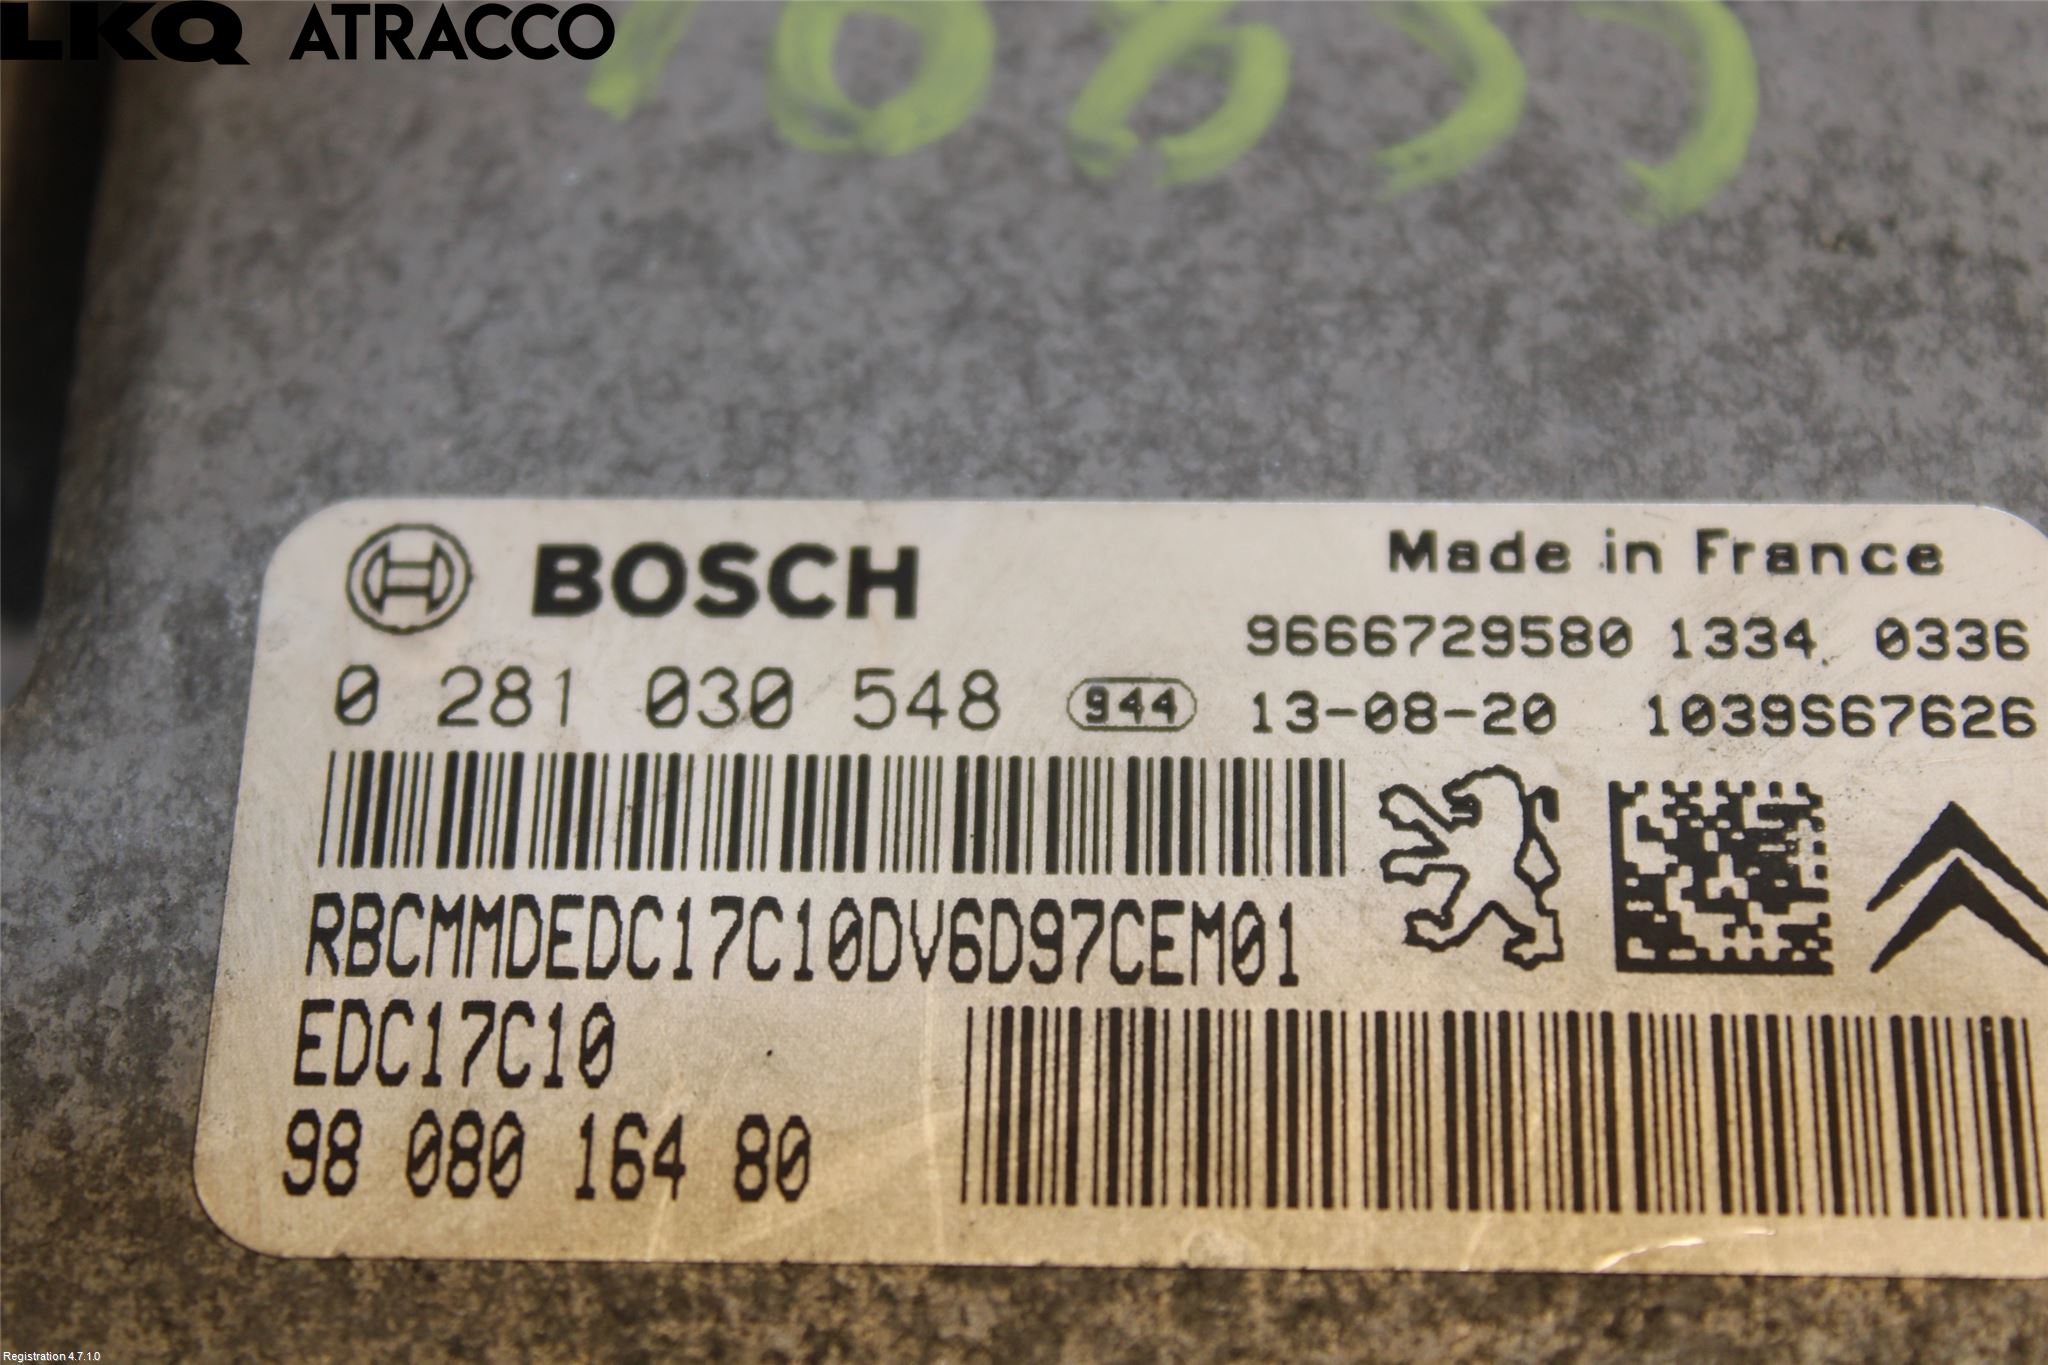 LKQ ATRACCO
BOSCH
Made in France
9666729580 1334 0336
0 281 030 548 944 13-08-20 1039S67626
RBCMMDEDC17C10DV6D97CEM01
EDC17C10
98 080 164 80
Registration 4.7.1.0